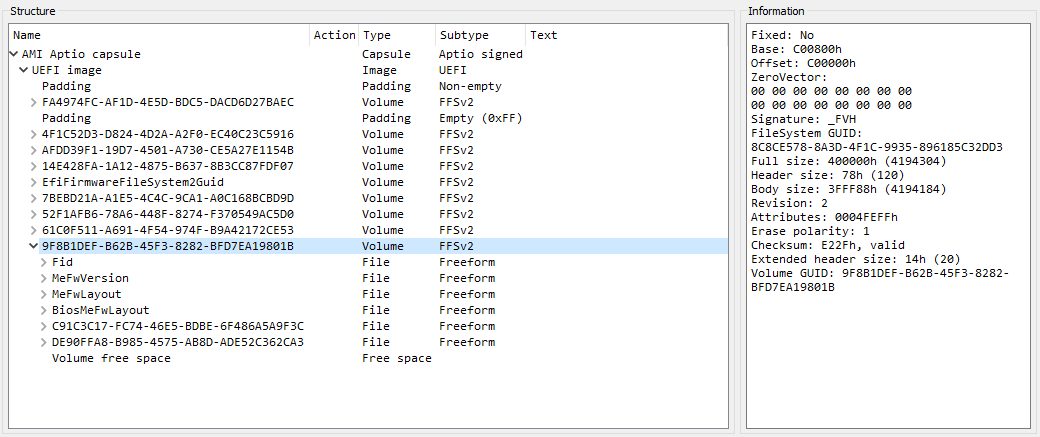 Structure
Name Action Type Subtype Text
AMI Aptio capsule Capsule Aptio signed
UEFI image Image UEFI
Padding Padding Non-empty
FA4974FC-AF1D-4E5D-BDC5-DACD6D27BAEC Volume FFSv2
Padding Padding Empty (0xFF)
4F1C52D3-D824-4D2A-A2F0-EC40C23C5916 Volume FFSv2
AFDD39F1-19D7-4501-A730-CE5A27E1154B Volume FFSv2
14E428FA-1A12-4875-B637-8B3CC87FDF07 Volume FFSv2
EfiFirmwareFileSystem2Guid Volume FFSv2
7BEBD21A-A1E5-4C4C-9CA1-A0C168BCBD9D Volume FFSv2
52F1AFB6-78A6-448F-8274-F370549AC5D0 Volume FFSv2
61C0F511-A691-4F54-974F-B9A42172CE53 Volume FFSv2
9F8B1DEF-B62B-45F3-8282-BFD7EA19801B Volume FFSv2
Fid File Freeform
MeFwVersion File Freeform
MeFwLayout File Freeform
BiosMeFwLayout File Freeform
C91C3C17-FC74-46E5-BDBE-6F486A5A9F3C File Freeform
DE90FFA8-B985-4575-AB8D-ADE52C362CA3 File Freeform
Volume free space Free space
Information
Fixed: No
Base: C00800h
Offset: C00000h
ZeroVector:
00 00 00 00 00 00 00 00
00 00 00 00 00 00 00 00
Signature: _FVH
FileSystem GUID:
8C8CE578-8A3D-4F1C-9935-896185C32DD3
Full size: 400000h (4194304)
Header size: 78h (120)
Body size: 3FFF88h (4194184)
Revision: 2
Attributes: 0004FEFFh
Erase polarity: 1
Checksum: E22Fh, valid
Extended header size: 14h (20)
Volume GUID: 9F8B1DEF-B62B-45F3-8282-
BFD7EA19801B